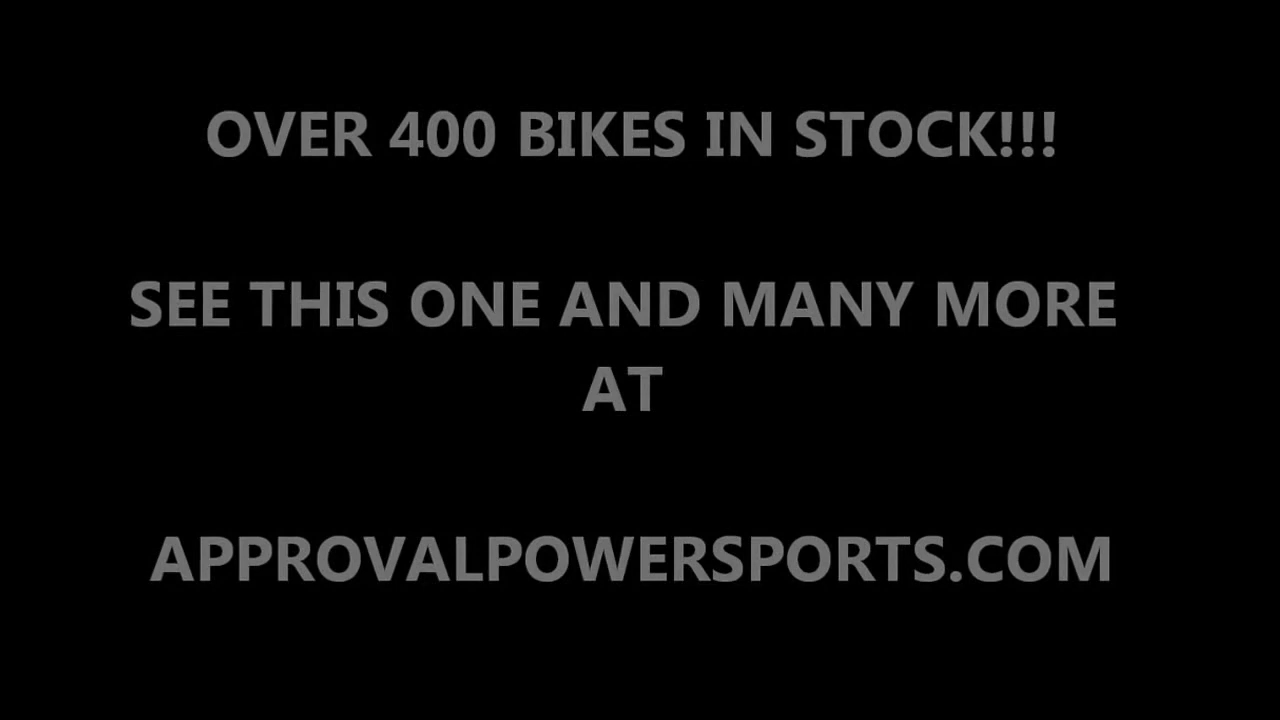 OVER 400 BIKES IN STOCK!!!
SEE THIS ONE AND MANY MORE
AT
APPROVALPOWERSPORTS.COM